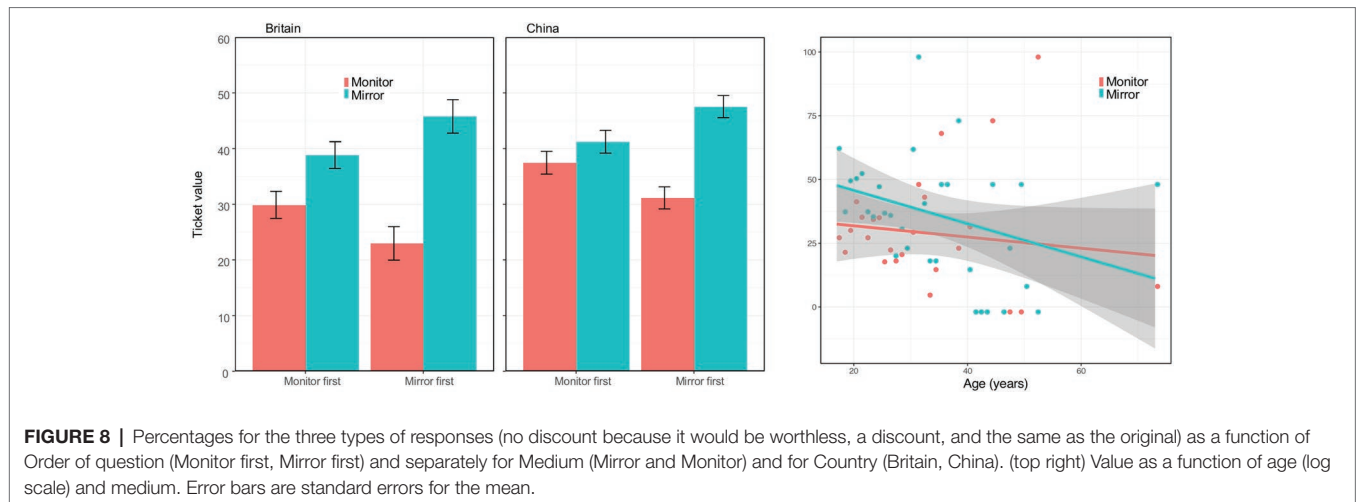 Britain
China
60
50
40
30
20
10
0
Ticket value
Monitor
Mirror
Monitor first
Mirror first
Monitor first
Mirror first
100
75
50
25
0
Monitor
Mirror
20
40
60
Age (years)
FIGURE 8 | Percentages for the three types of responses (no discount because it would be worthless, a discount, and the same as the original) as a function of
Order of question (Monitor first, Mirror first) and separately for Medium (Mirror and Monitor) and for Country (Britain, China). (top right) Value as a function of age (log
scale) and medium. Error bars are standard errors for the mean.